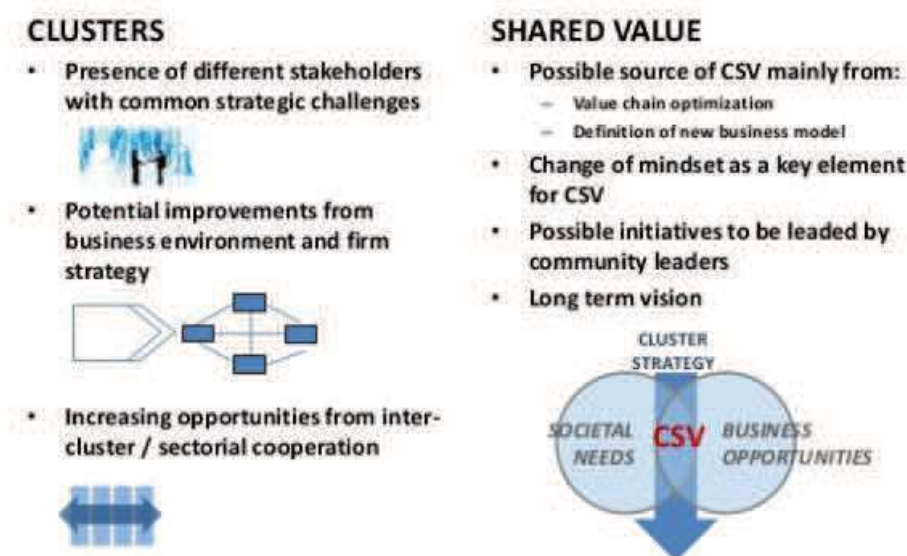 CLUSTERS
• Presence of different stakeholders
with common strategic challenges
• Potential improvements from
business environment and firm
strategy
• Increasing opportunities from inter-
cluster / sectorial cooperation
SHARED VALUE
• Possible source of CSV mainly from:
– Value chain optimization
– Definition of new business model
• Change of mindset as a key element
for CSV
• Possible initiatives to be leaded by
community leaders
• Long term vision
CLUSTER
STRATEGY
SOCIETAL
NEEDS
CSV
BUSINESS
OPPORTUNITIES